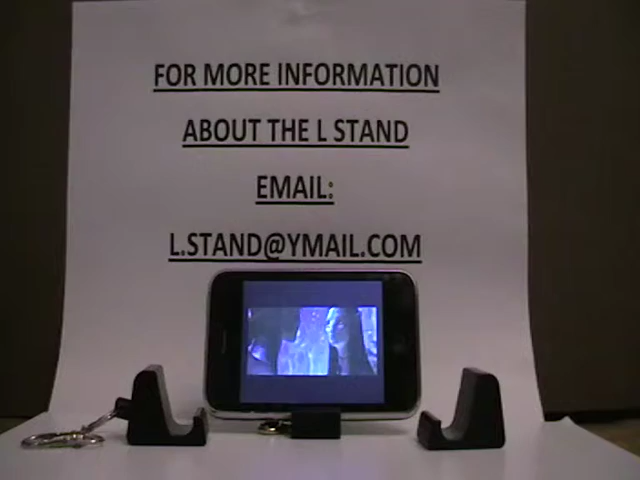 FOR MORE INFORMATION
ABOUT THE L STAND
EMAIL:
L.STAND@YMAIL.COM